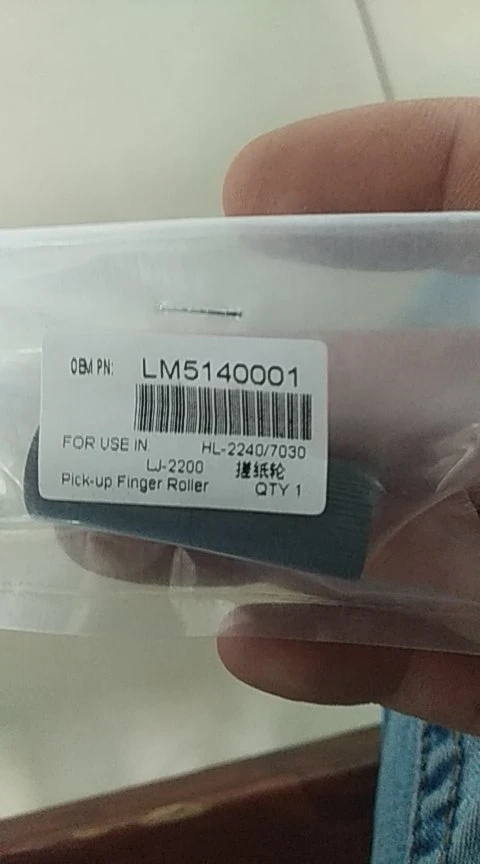 OEM PN: LM5140001
FOR USE IN HL-2240/7030
LJ-2200 搓纸轮
Pick-up Finger Roller QTY 1